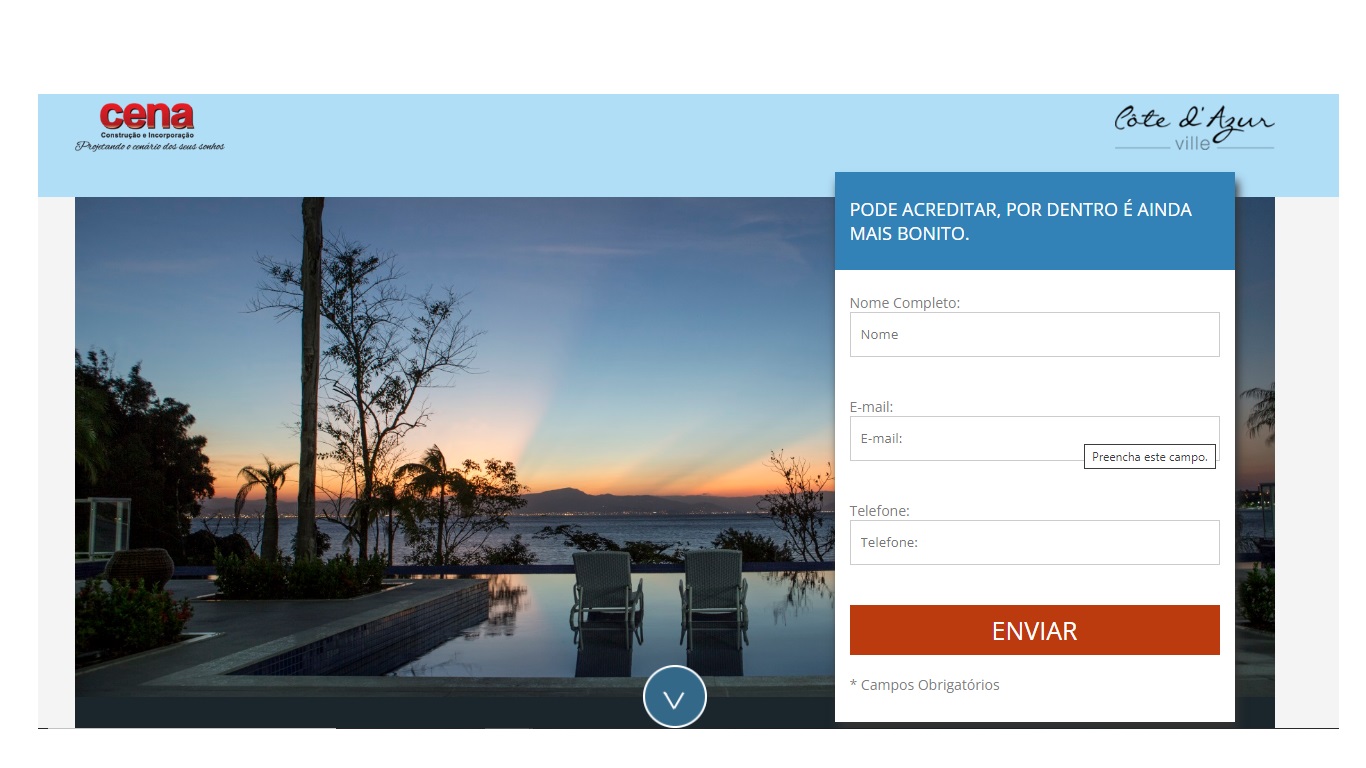 cena
Construção e Incorporação
Projetando o cenário dos seus sonhos
Côte d'Azur
ville
PODE ACREDITAR, POR DENTRO É AINDA
MAIS BONITO.
Nome Completo:
Nome
E-mail:
E-mail:
Preencha este campo.
Telefone:
Telefone:
ENVIAR
* Campos Obrigatórios